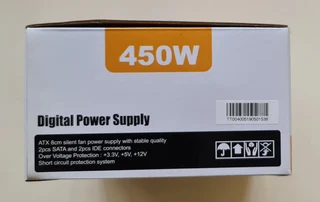 450W
Digital Power Supply
ATX 8cm silent fan power supply with stable quality
2pcs SATA and 2pcs IDE connectors
Over Voltage Protection : +3.3V, +5V, +12V
Short circuit protection system